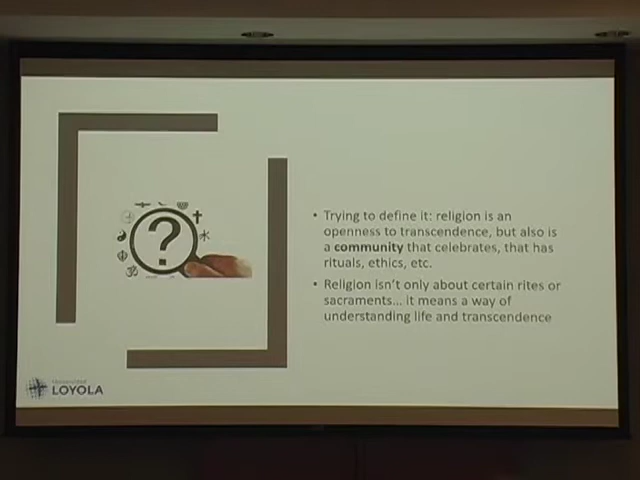 ?
• Trying to define it: religion is an
openness to transcendence, but also is
a community that celebrates, that has
rituals, ethics, etc.
• Religion isn't only about certain rites or
sacraments... it means a way of
understanding life and transcendence
LOYOLA